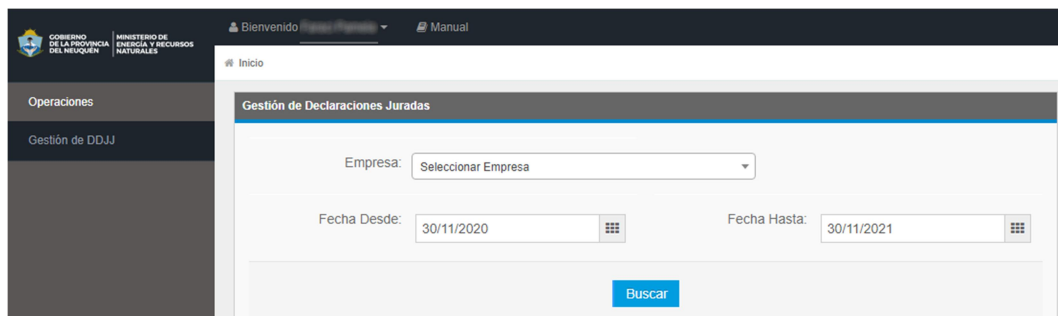 GOBIERNO
DE LA PROVINCIA
DEL NEUQUÉN
MINISTERIO DE
ENERGÍA Y RECURSOS
NATURALES
Bienvenido
Manual
Inicio
Operaciones
Gestión de DDJJ
Gestión de Declaraciones Juradas
Empresa: Seleccionar Empresa
Fecha Desde: 30/11/2020 Fecha Hasta: 30/11/2021
Buscar